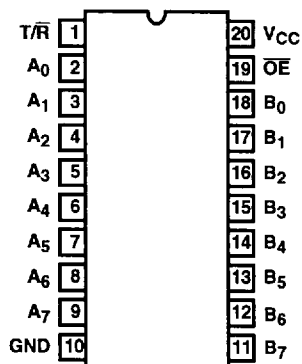 T/R̅ 1 20 VCC
A0 2 19 O̅E̅
A1 3 18 B0
A2 4 17 B1
A3 5 16 B2
A4 6 15 B3
A5 7 14 B4
A6 8 13 B5
A7 9 12 B6
GND 10 11 B7